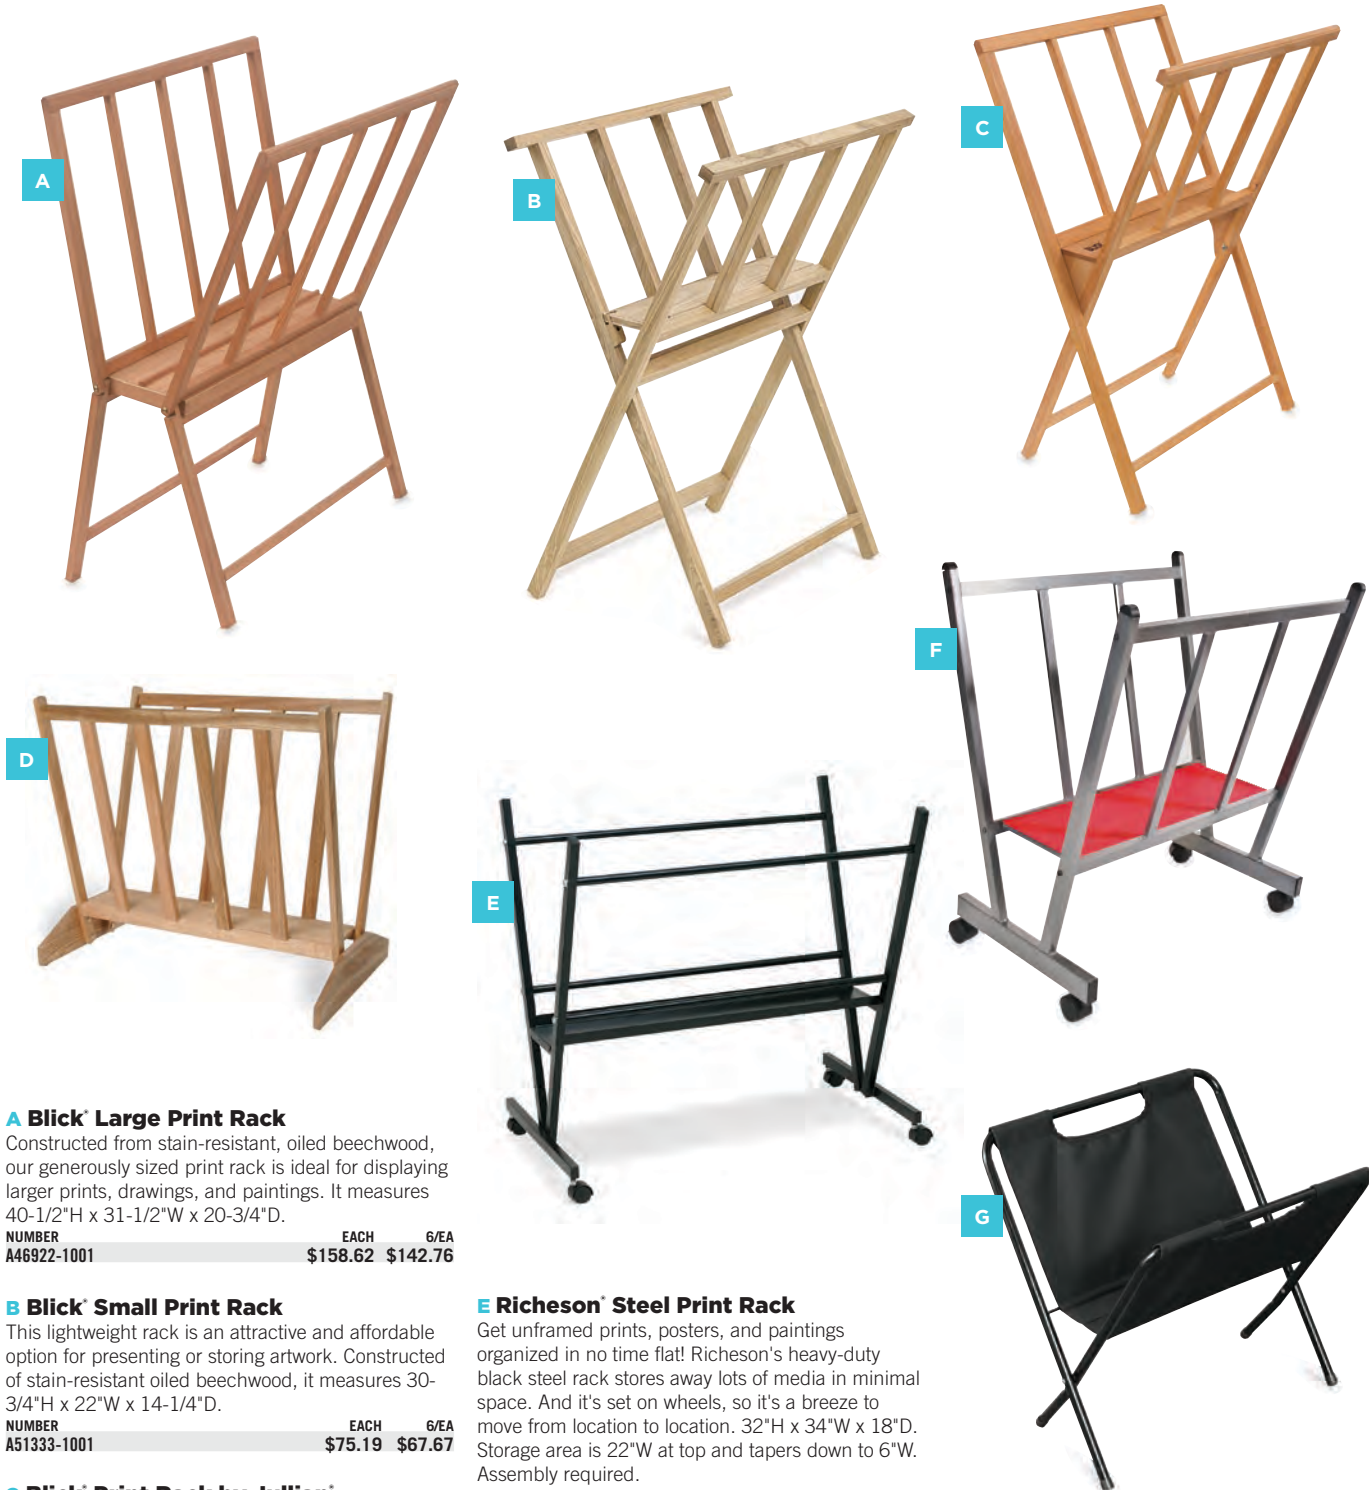 A
B
C
D
E
F
G
A Blick® Large Print Rack
Constructed from stain-resistant, oiled beechwood,
our generously sized print rack is ideal for displaying
larger prints, drawings, and paintings. It measures
40-1/2"H x 31-1/2"W x 20-3/4"D.
NUMBER EACH 6/EA
A46922-1001 $158.62 $142.76
B Blick® Small Print Rack
This lightweight rack is an attractive and affordable
option for presenting or storing artwork. Constructed
of stain-resistant oiled beechwood, it measures 30-
3/4"H x 22"W x 14-1/4"D.
NUMBER EACH 6/EA
A51333-1001 $75.19 $67.67
C Blick® Print Rack by Jullian®
E Richeson® Steel Print Rack
Get unframed prints, posters, and paintings
organized in no time flat! Richeson's heavy-duty
black steel rack stores away lots of media in minimal
space. And it's set on wheels, so it's a breeze to
move from location to location. 32"H x 34"W x 18"D.
Storage area is 22"W at top and tapers down to 6"W.
Assembly required.